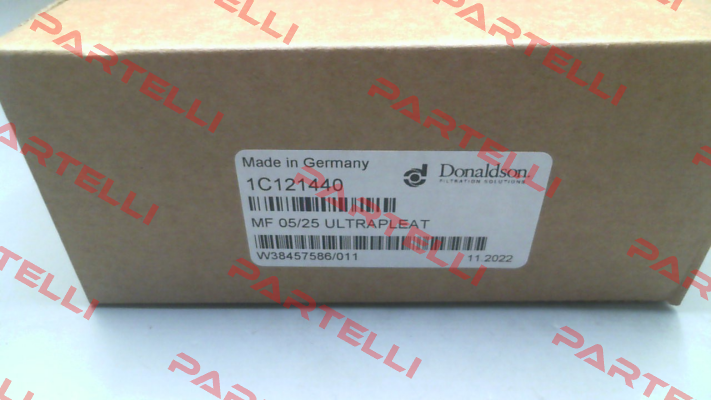 PARTELLI
PARTELLI
PARTELLI
Made in Germany
Donaldson.
FILTRATION SOLUTIONS
1C121440
MF 05/25 ULTRAPLEAT
W38457586/011
11.2022
PARTELLI
PARTELLI
PARTELLI
PARTELLI
PARTELLI